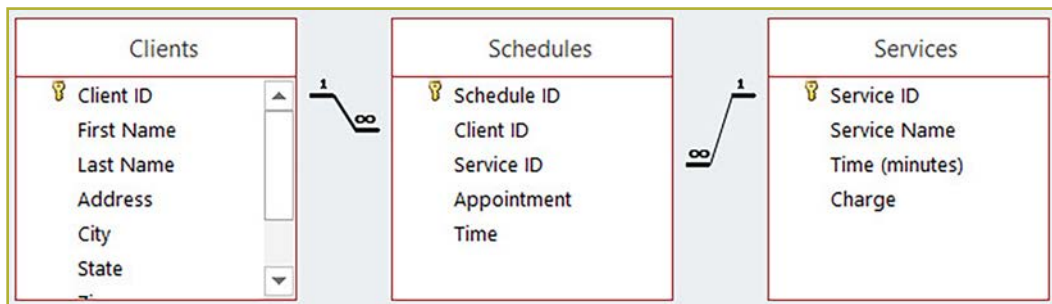 Clients
Client ID
First Name
Last Name
Address
City
State
1
∞
Schedules
Schedule ID
Client ID
Service ID
Appointment
Time
1
∞
Services
Service ID
Service Name
Time (minutes)
Charge